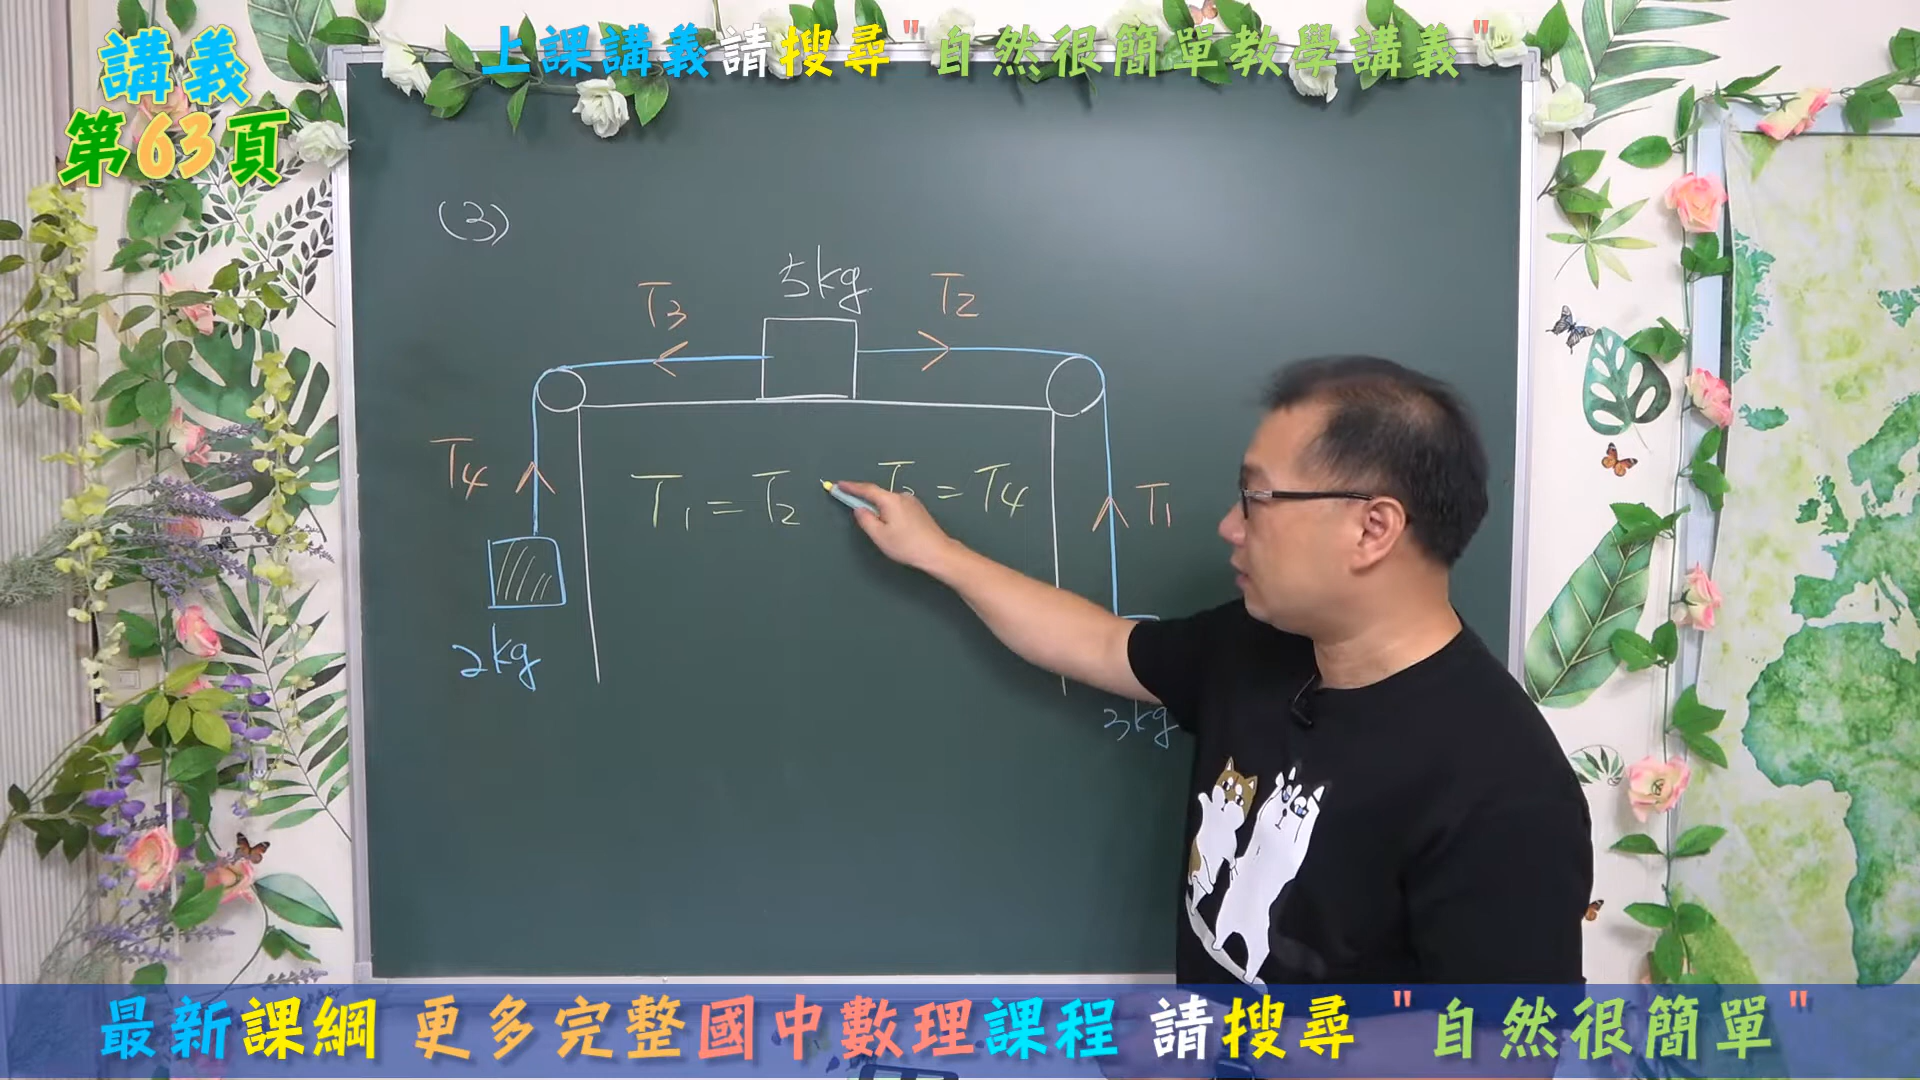 上課講義請搜尋"自然很簡單教學講義"
講義
第63頁
(3)
5kg
T3
T2
T4
T1 = T2
= T4
T1
2kg
3kg
最新課綱 更多完整國中數理課程 請搜尋 "自然很簡單"